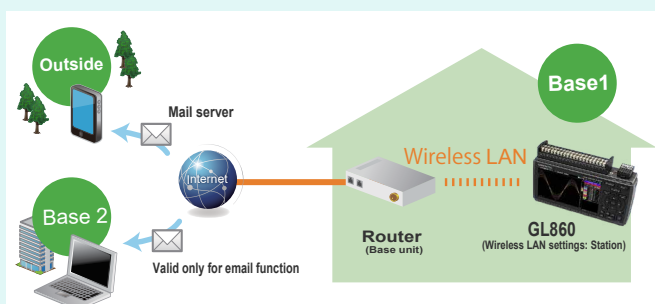 Outside
Mail server
Internet
Base 2
Valid only for email function
Base1
Wireless LAN
Router
(Base unit)
GL860
(Wireless LAN settings: Station)